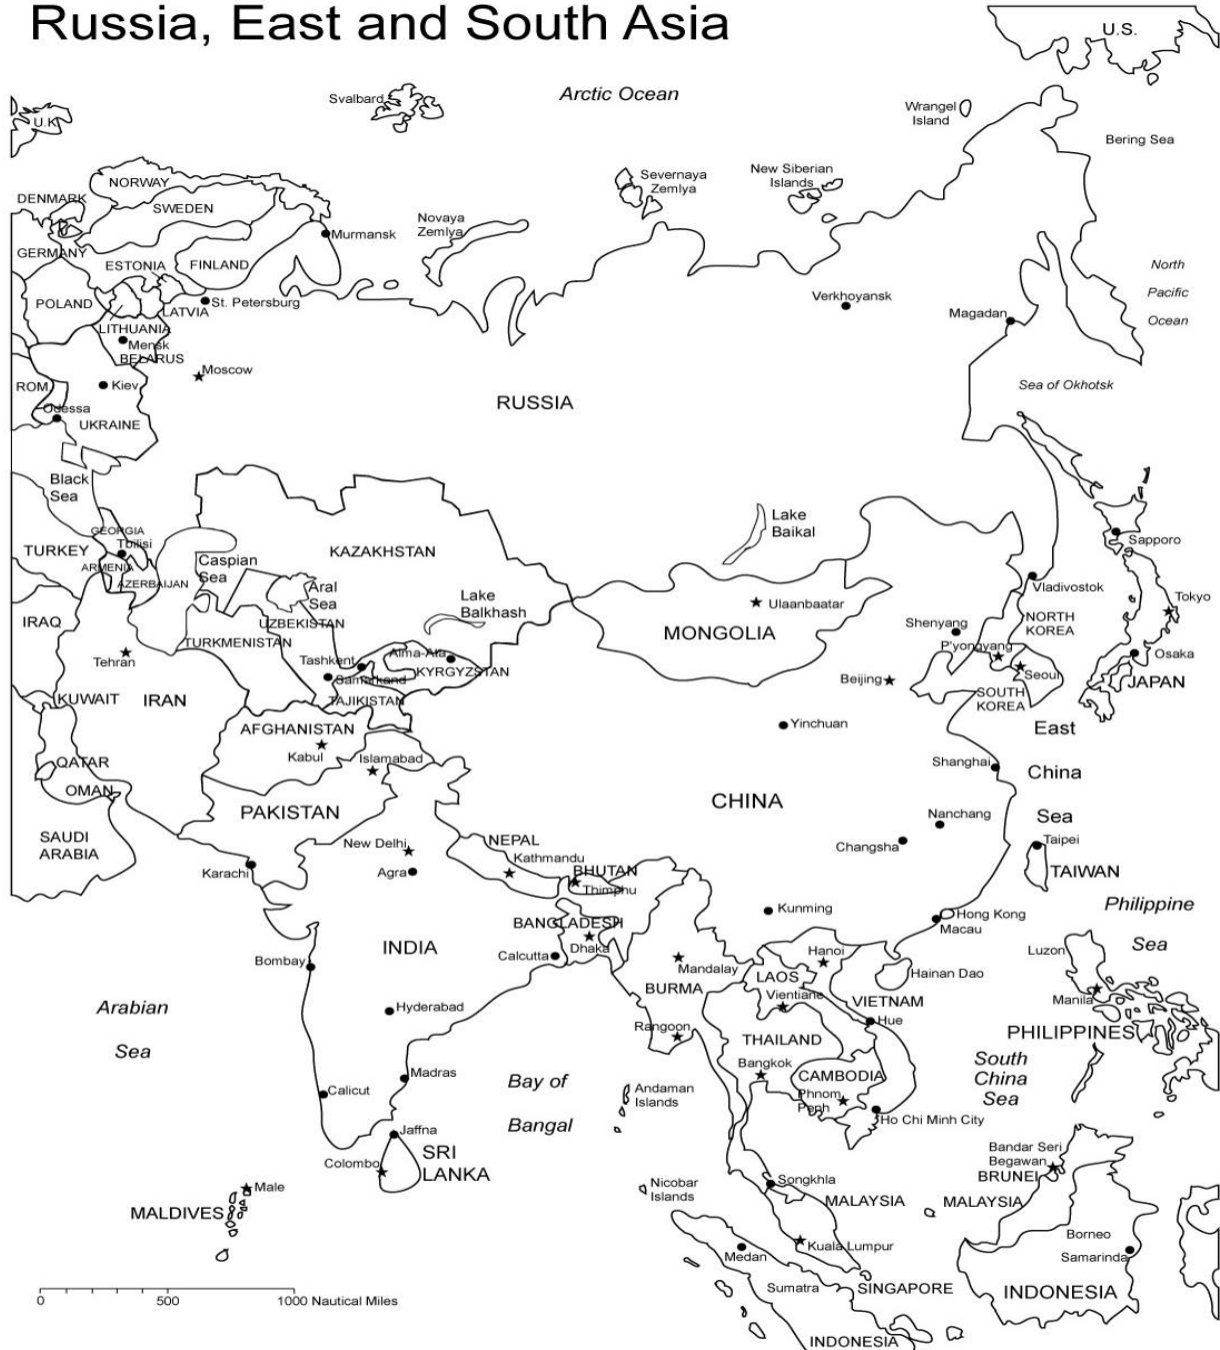 Russia, East and South Asia
U.S.
Arctic Ocean
Svalbard
Wrangel
Island
U.K.
Bering Sea
NORWAY
Severnaya
Zemlya
New Siberian
Islands
DENMARK
SWEDEN
Novaya
Zemlya
Murmansk
GERMANY
ESTONIA
FINLAND
North
Pacific
Ocean
POLAND
St. Petersburg
LATVIA
Verkhoyansk
Magadan
LITHUANIA
Mensk
BELARUS
Moscow
ROM
Kiev
Sea of Okhotsk
RUSSIA
Odessa
UKRAINE
Black
Sea
Lake
Baikal
GEORGIA
Tbilisi
TURKEY
ARMENIA
AZERBAIJAN
Caspian
Sea
KAZAKHSTAN
Sapporo
Aral
Sea
Lake
Balkhash
Vladivostok
Tokyo
IRAQ
UZBEKISTAN
Ulaanbaatar
MONGOLIA
Shenyang
NORTH
KOREA
TURKMENISTAN
Tehran
Tashkent
Alma-Ata
P'yongyang
Osaka
Samarkand
KYRGYZSTAN
Beijing
Seoul
JAPAN
KUWAIT
IRAN
TAJIKISTAN
SOUTH
KOREA
AFGHANISTAN
Kabul
Islamabad
Yinchuan
East
China
Sea
QATAR
OMAN
Shanghai
PAKISTAN
CHINA
Nanchang
SAUDI
ARABIA
New Delhi
NEPAL
Kathmandu
Changsha
Taipei
TAIWAN
Karachi
Agra
BHUTAN
Thimphu
Kunming
Hong Kong
Macau
Philippine
Sea
BANGLADESH
Dhaka
INDIA
Calcutta
Bombay
Mandalay
Hanoi
LAOS
Hainan Dao
Luzon
BURMA
Vientiane
VIETNAM
Manila
Arabian
Sea
Hyderabad
Rangoon
Hue
PHILIPPINES
THAILAND
Bangkok
South
China
Sea
Madras
Calicut
Bay of
Bangal
Andaman
Islands
CAMBODIA
Phnom
Penh
Ho Chi Minh City
Jaffna
SRI
LANKA
Colombo
Bandar Seri
Begawan
BRUNEI
Male
MALDIVES
Nicobar
Islands
Songkhla
MALAYSIA
MALAYSIA
Kuala Lumpur
Medan
Borneo
Samarinda
Sumatra
SINGAPORE
INDONESIA
0 500 1000 Nautical Miles
INDONESIA